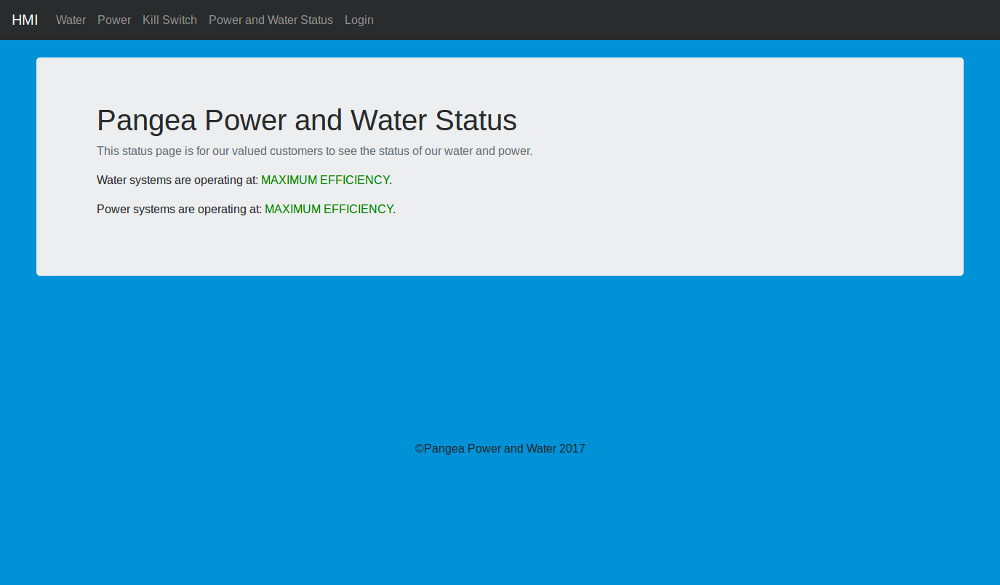 HMI Water Power Kill Switch Power and Water Status Login
Pangea Power and Water Status
This status page is for our valued customers to see the status of our water and power.
Water systems are operating at: MAXIMUM EFFICIENCY.
Power systems are operating at: MAXIMUM EFFICIENCY.
©Pangea Power and Water 2017